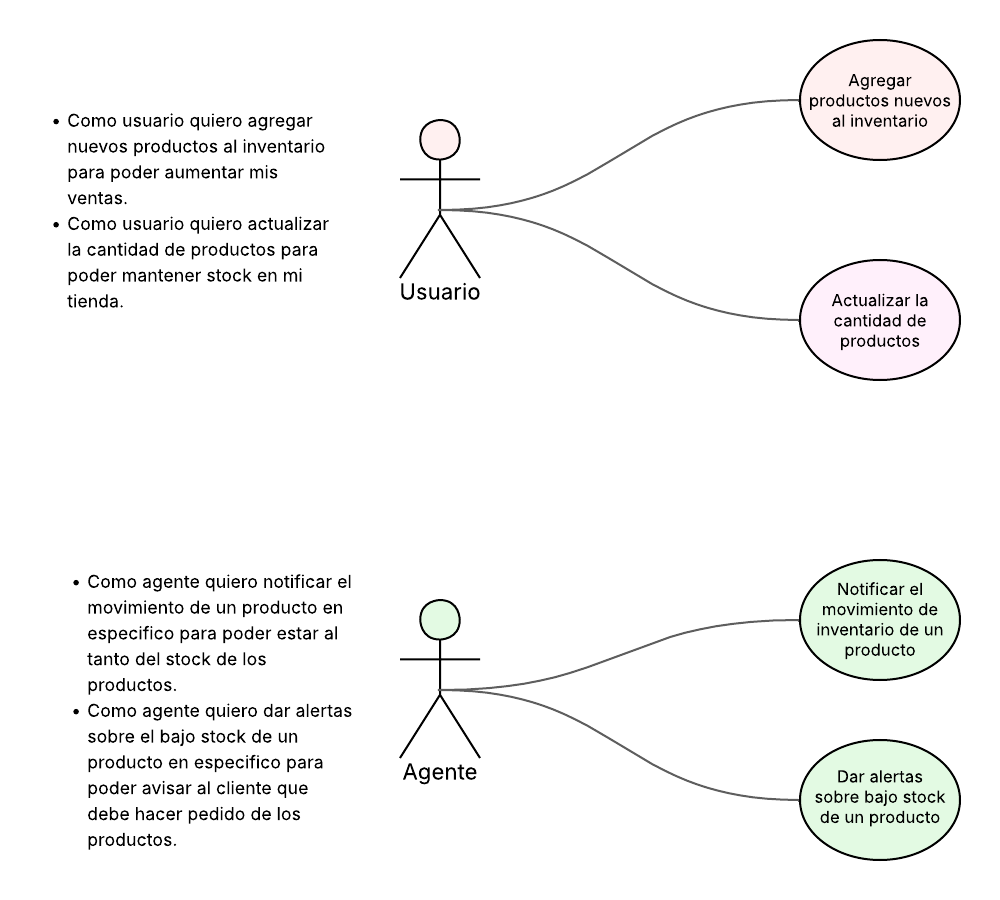 • Como usuario quiero agregar
nuevos productos al inventario
para poder aumentar mis
ventas.
• Como usuario quiero actualizar
la cantidad de productos para
poder mantener stock en mi
tienda.
Usuario
Agregar
productos nuevos
al inventario
Actualizar la
cantidad de
productos
• Como agente quiero notificar el
movimiento de un producto en
especifico para poder estar al
tanto del stock de los
productos.
• Como agente quiero dar alertas
sobre el bajo stock de un
producto en especifico para
poder avisar al cliente que
debe hacer pedido de los
productos.
Agente
Notificar el
movimiento de
inventario de un
producto
Dar alertas
sobre bajo stock
de un producto